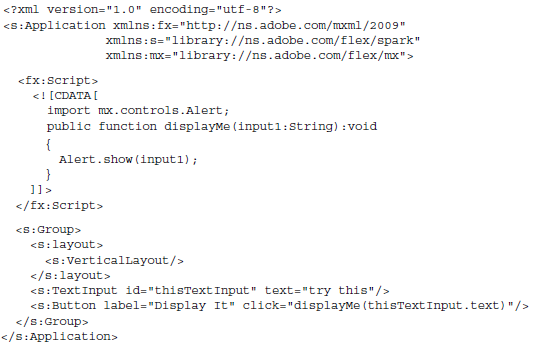 <?xml version="1.0" encoding="utf-8"?>
<s:Application xmlns:fx="http://ns.adobe.com/mxml/2009"
xmlns:s="library://ns.adobe.com/flex/spark"
xmlns:mx="library://ns.adobe.com/flex/mx">
<fx:Script>
<![CDATA[
import mx.controls.Alert;
public function displayMe(input1:String):void
{
Alert.show(input1);
}
]]>
</fx:Script>
<s:Group>
<s:layout>
<s:VerticalLayout/>
</s:layout>
<s:TextInput id="thisTextInput" text="try this"/>
<s:Button label="Display It" click="displayMe(thisTextInput.text)"/>
</s:Group>
</s:Application>